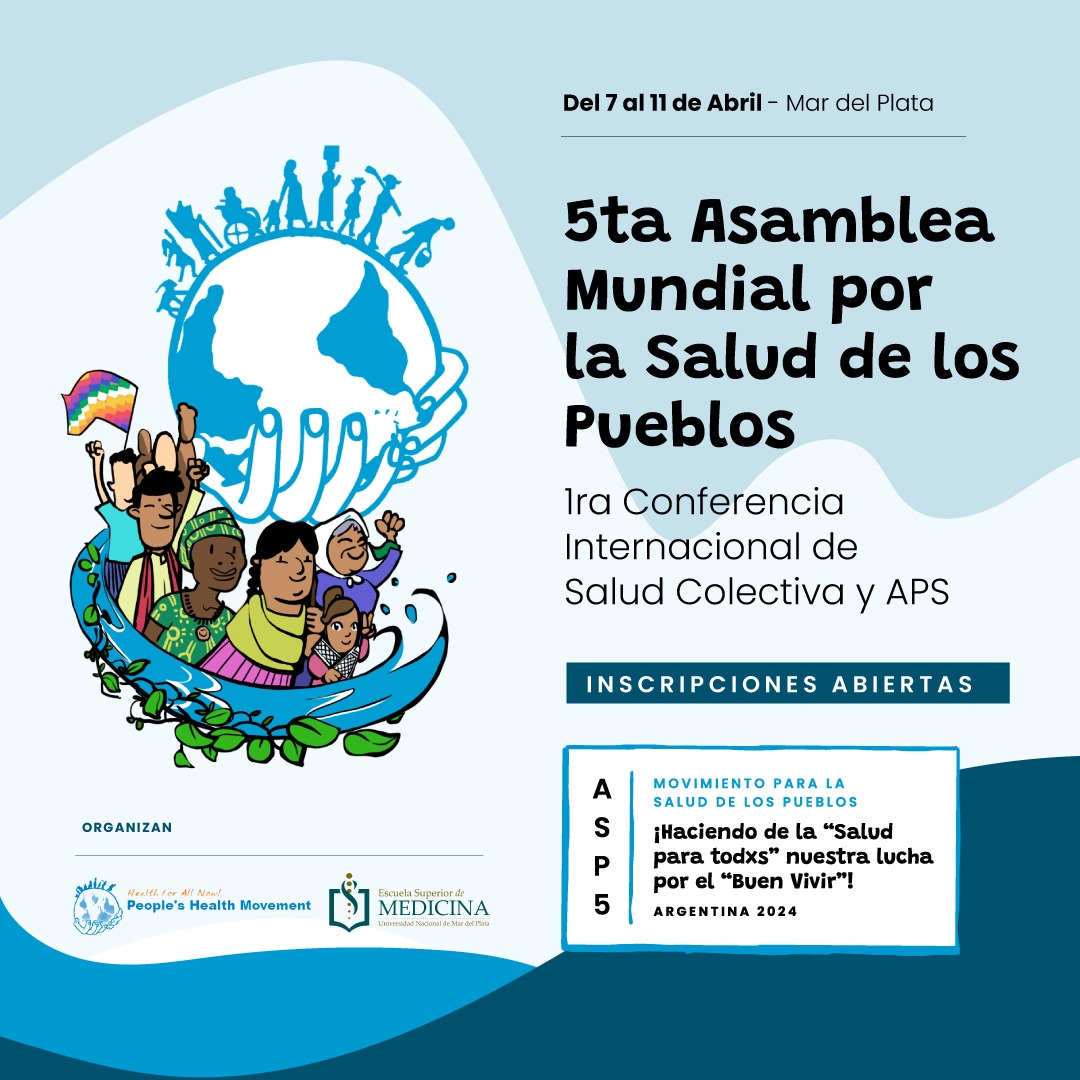 Del 7 al 11 de Abril - Mar del Plata
5ta Asamblea
Mundial por
la Salud de los
Pueblos
1ra Conferencia
Internacional de
Salud Colectiva y APS
INSCRIPCIONES ABIERTAS
A
S
P
5
MOVIMIENTO PARA LA
SALUD DE LOS PUEBLOS
¡Haciendo de la “Salud
para todxs” nuestra lucha
por el “Buen Vivir”!
ARGENTINA 2024
ORGANIZAN
Health for All Now!
People's Health Movement
Escuela Superior de
MEDICINA
Universidad Nacional de Mar del Plata